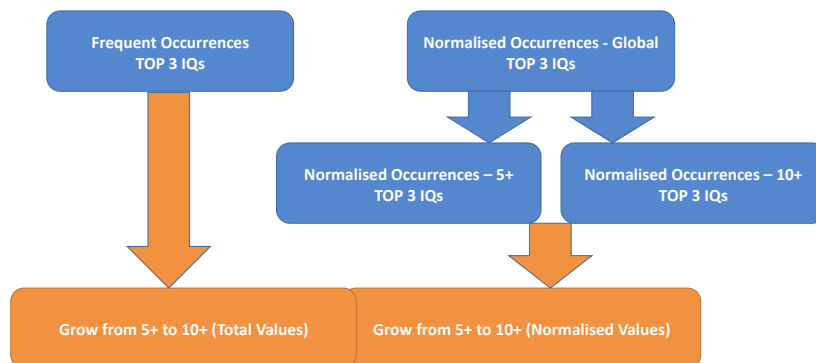 Frequent Occurrences
TOP 3 IQs
Normalised Occurrences - Global
TOP 3 IQs
Normalised Occurrences – 5+
TOP 3 IQs
Normalised Occurrences – 10+
TOP 3 IQs
Grow from 5+ to 10+ (Total Values)
Grow from 5+ to 10+ (Normalised Values)